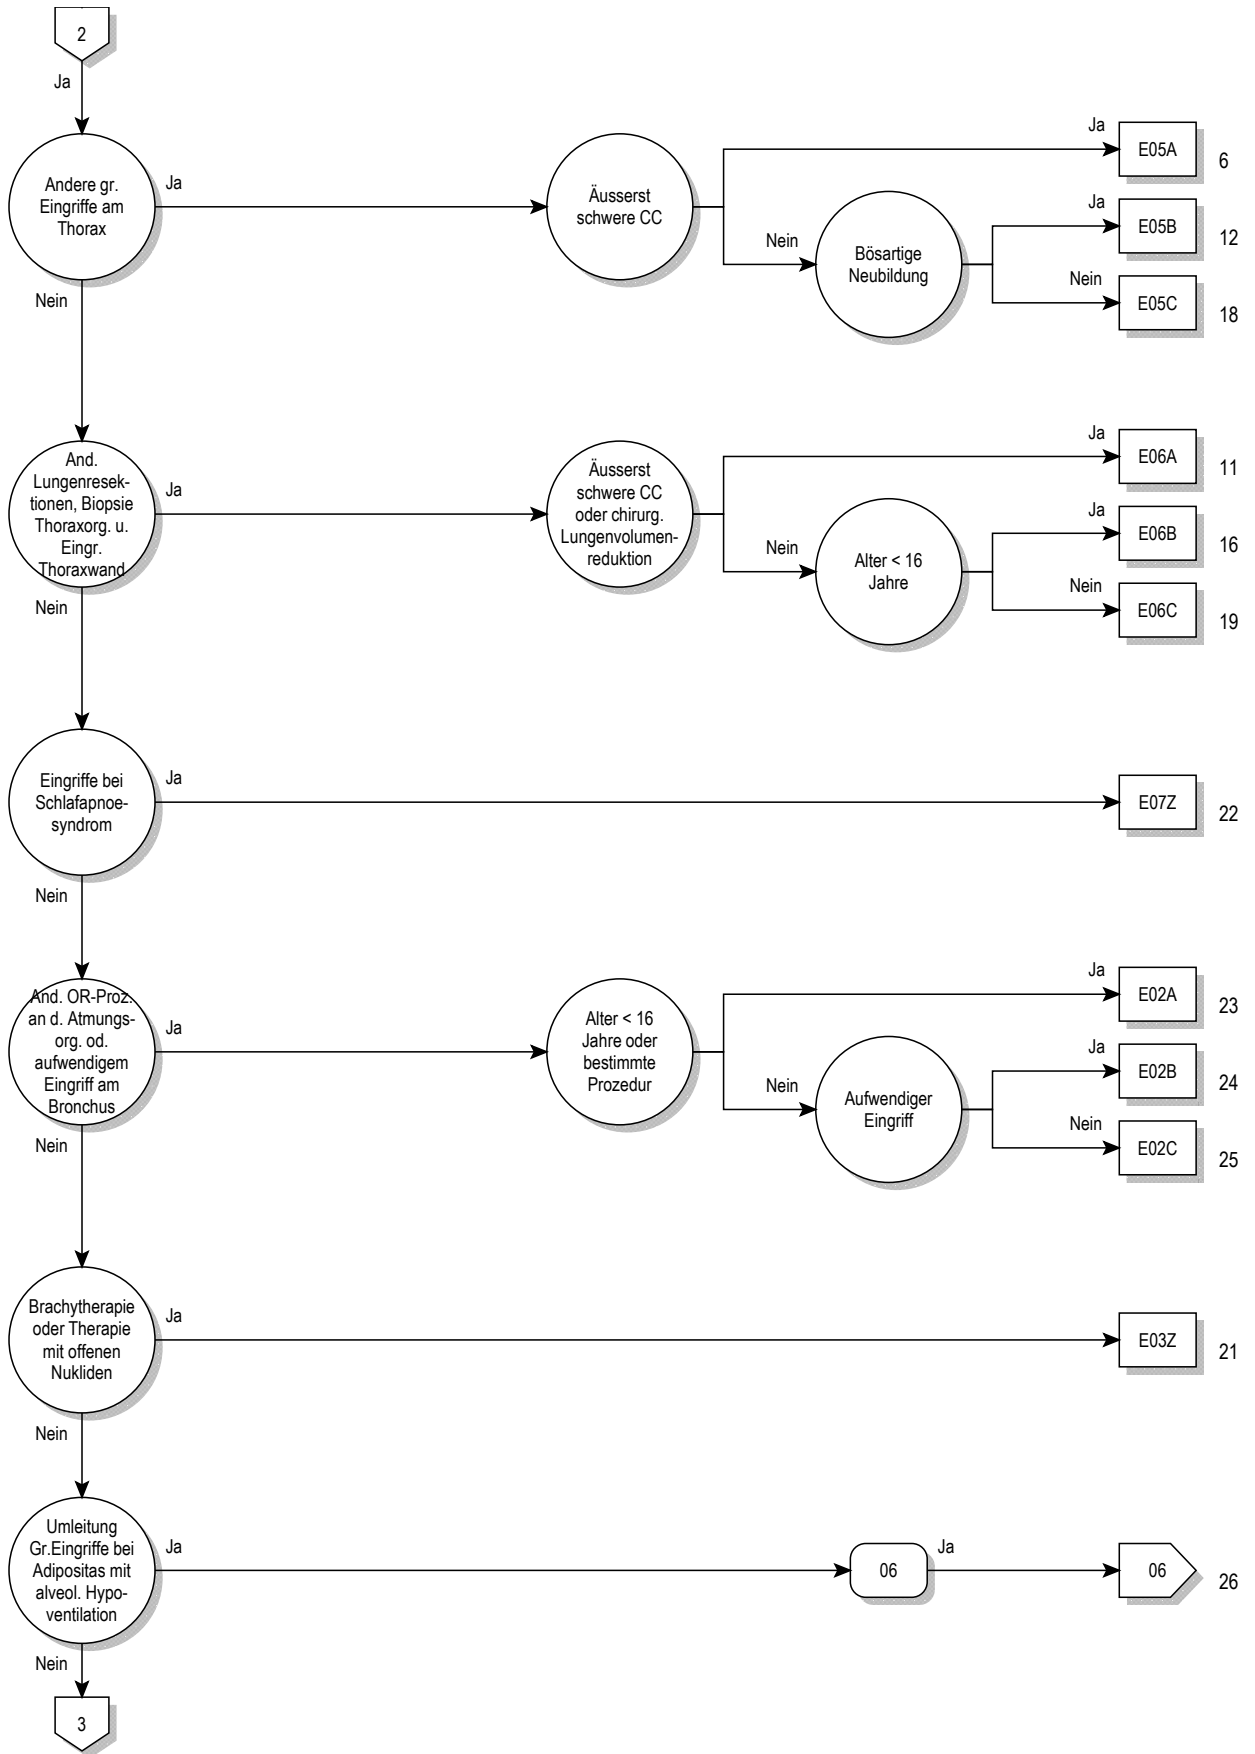 2
Ja
Andere gr.
Eingriffe am
Thorax
Ja
Äusserst
schwere CC
Ja
E05A
6
Nein
Bösartige
Neubildung
Ja
E05B
12
Nein
E05C
18
Nein
And.
Lungenresek-
tionen, Biopsie
Thoraxorg. u.
Eingr.
Thoraxwand
Ja
Äusserst
schwere CC
oder chirurg.
Lungenvolumen-
reduktion
Ja
E06A
11
Nein
Alter < 16
Jahre
Ja
E06B
16
Nein
E06C
19
Nein
Eingriffe bei
Schlafapnoe-
syndrom
Ja
E07Z
22
Nein
And. OR-Proz.
an d. Atmungs-
org. od.
aufwendigem
Eingriff am
Bronchus
Ja
Alter < 16
Jahre oder
bestimmte
Prozedur
Ja
E02A
23
Nein
Aufwendiger
Eingriff
Ja
E02B
24
Nein
E02C
25
Nein
Brachytherapie
oder Therapie
mit offenen
Nukliden
Ja
E03Z
21
Nein
Umleitung
Gr.Eingriffe bei
Adipositas mit
alveol. Hypo-
ventilation
Ja
06
Ja
06
26
Nein
3